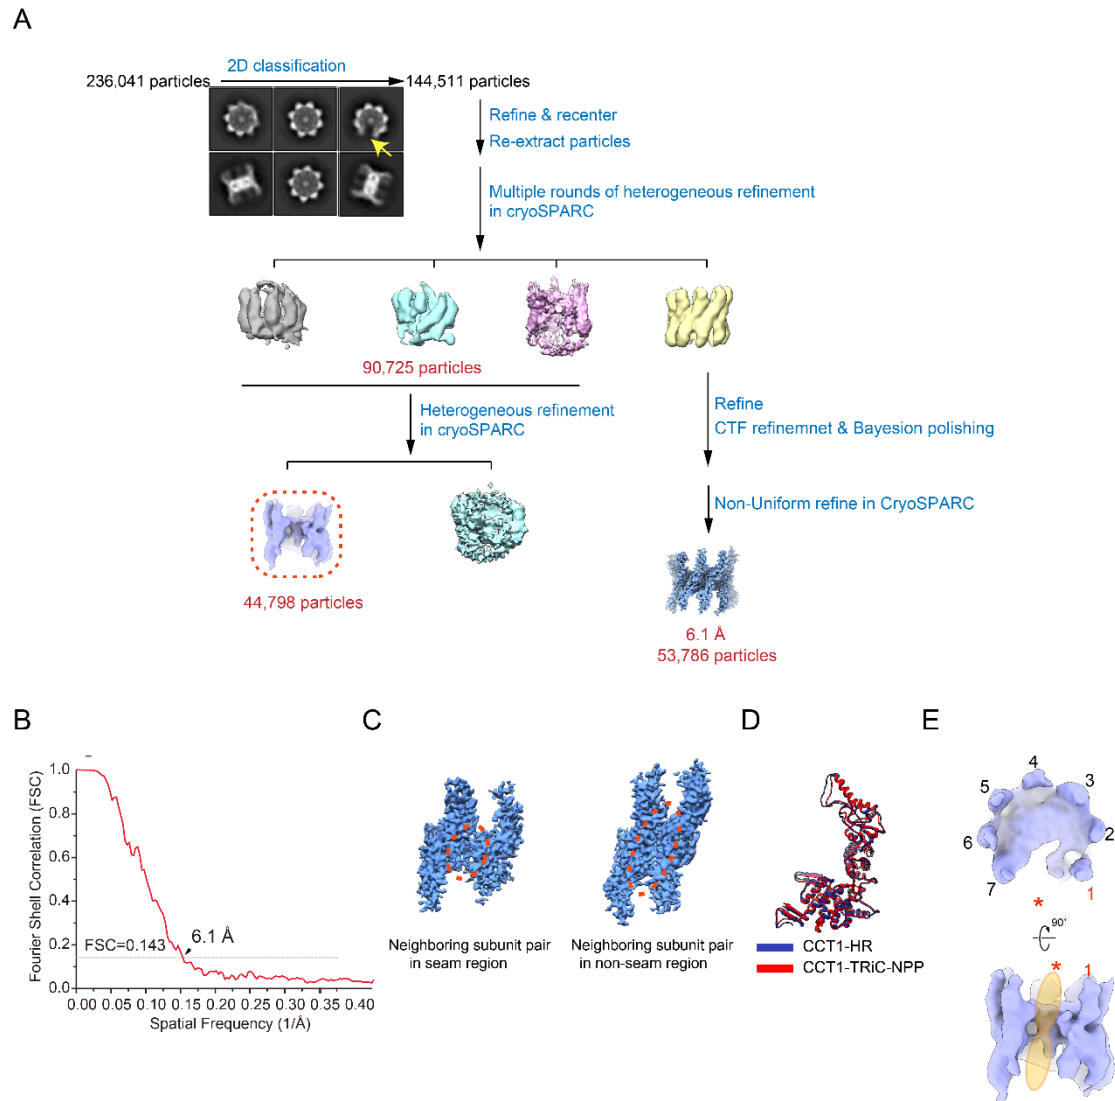 A
2D classification
236,041 particles
144,511 particles
Refine & recenter
Re-extract particles
Multiple rounds of heterogeneous refinement
in cryoSPARC
90,725 particles
Heterogeneous refinement
in cryoSPARC
Refine
CTF refinemnet & Bayesion polishing
Non-Uniform refine in CryoSPARC
44,798 particles
6.1 Å
53,786 particles
B
Fourier Shell Correlation (FSC)
1.0
0.8
0.6
0.4
0.2
0.0
FSC=0.143
6.1 Å
0.00 0.05 0.10 0.15 0.20 0.25 0.30 0.35 0.40
Spatial Frequency (1/Å)
C
Neighboring subunit pair
in seam region
Neighboring subunit pair
in non-seam region
D
CCT1-HR
CCT1-TRiC-NPP
E
4
5 3
6 2
7 1
*
90°
* 1